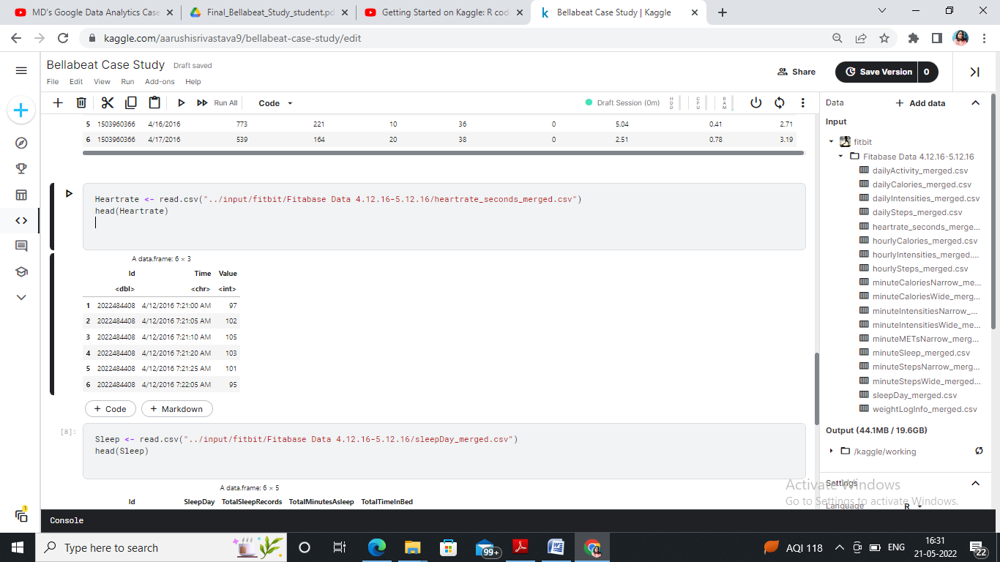 MD's Google Data Analytics Case
Final_Bellabeat_Study_student.pd
Getting Started on Kaggle: R cod
Bellabeat Case Study | Kaggle
kaggle.com/aarushisrivastava9/bellabeat-case-study/edit
Bellabeat Case Study Draft saved
File Edit View Run Add-ons Help
Share
Save Version 0
Run All Code
Draft Session (0m) HDD CPU RAM
5 1503960366 4/16/2016 773 221 10 36 0 5.04 0.41 2.71
6 1503960366 4/17/2016 539 164 20 38 0 2.51 0.78 3.19
Heartrate <- read.csv("../input/fitbit/Fitabase Data 4.12.16-5.12.16/heartrate_seconds_merged.csv")
head(Heartrate)
A data.frame: 6 × 3
Id Time Value
<dbl> <chr> <int>
1 2022484408 4/12/2016 7:21:00 AM 97
2 2022484408 4/12/2016 7:21:05 AM 102
3 2022484408 4/12/2016 7:21:10 AM 105
4 2022484408 4/12/2016 7:21:20 AM 103
5 2022484408 4/12/2016 7:21:25 AM 101
6 2022484408 4/12/2016 7:22:05 AM 95
+ Code + Markdown
[8]:
Sleep <- read.csv("../input/fitbit/Fitabase Data 4.12.16-5.12.16/sleepDay_merged.csv")
head(Sleep)
A data.frame: 6 × 5
Id SleepDay TotalSleepRecords TotalMinutesAsleep TotalTimeInBed
Console
Data + Add data
Input
fitbit
Fitabase Data 4.12.16-5.12.16
dailyActivity_merged.csv
dailyCalories_merged.csv
dailyIntensities_merged.csv
dailySteps_merged.csv
heartrate_seconds_merge...
hourlyCalories_merged.csv
hourlyIntensities_merged....
hourlySteps_merged.csv
minuteCaloriesNarrow_me...
minuteCaloriesWide_merg...
minuteIntensitiesNarrow_...
minuteIntensitiesWide_me...
minuteMETsNarrow_merg...
minuteSleep_merged.csv
minuteStepsNarrow_merg...
minuteStepsWide_merged...
sleepDay_merged.csv
weightLogInfo_merged.csv
Output (44.1MB / 19.6GB)
/kaggle/working
Settings
Language R
Activate Windows
Go to Settings to activate Windows.
1
Type here to search
99+
AQI 118
ENG
16:31
21-05-2022
22